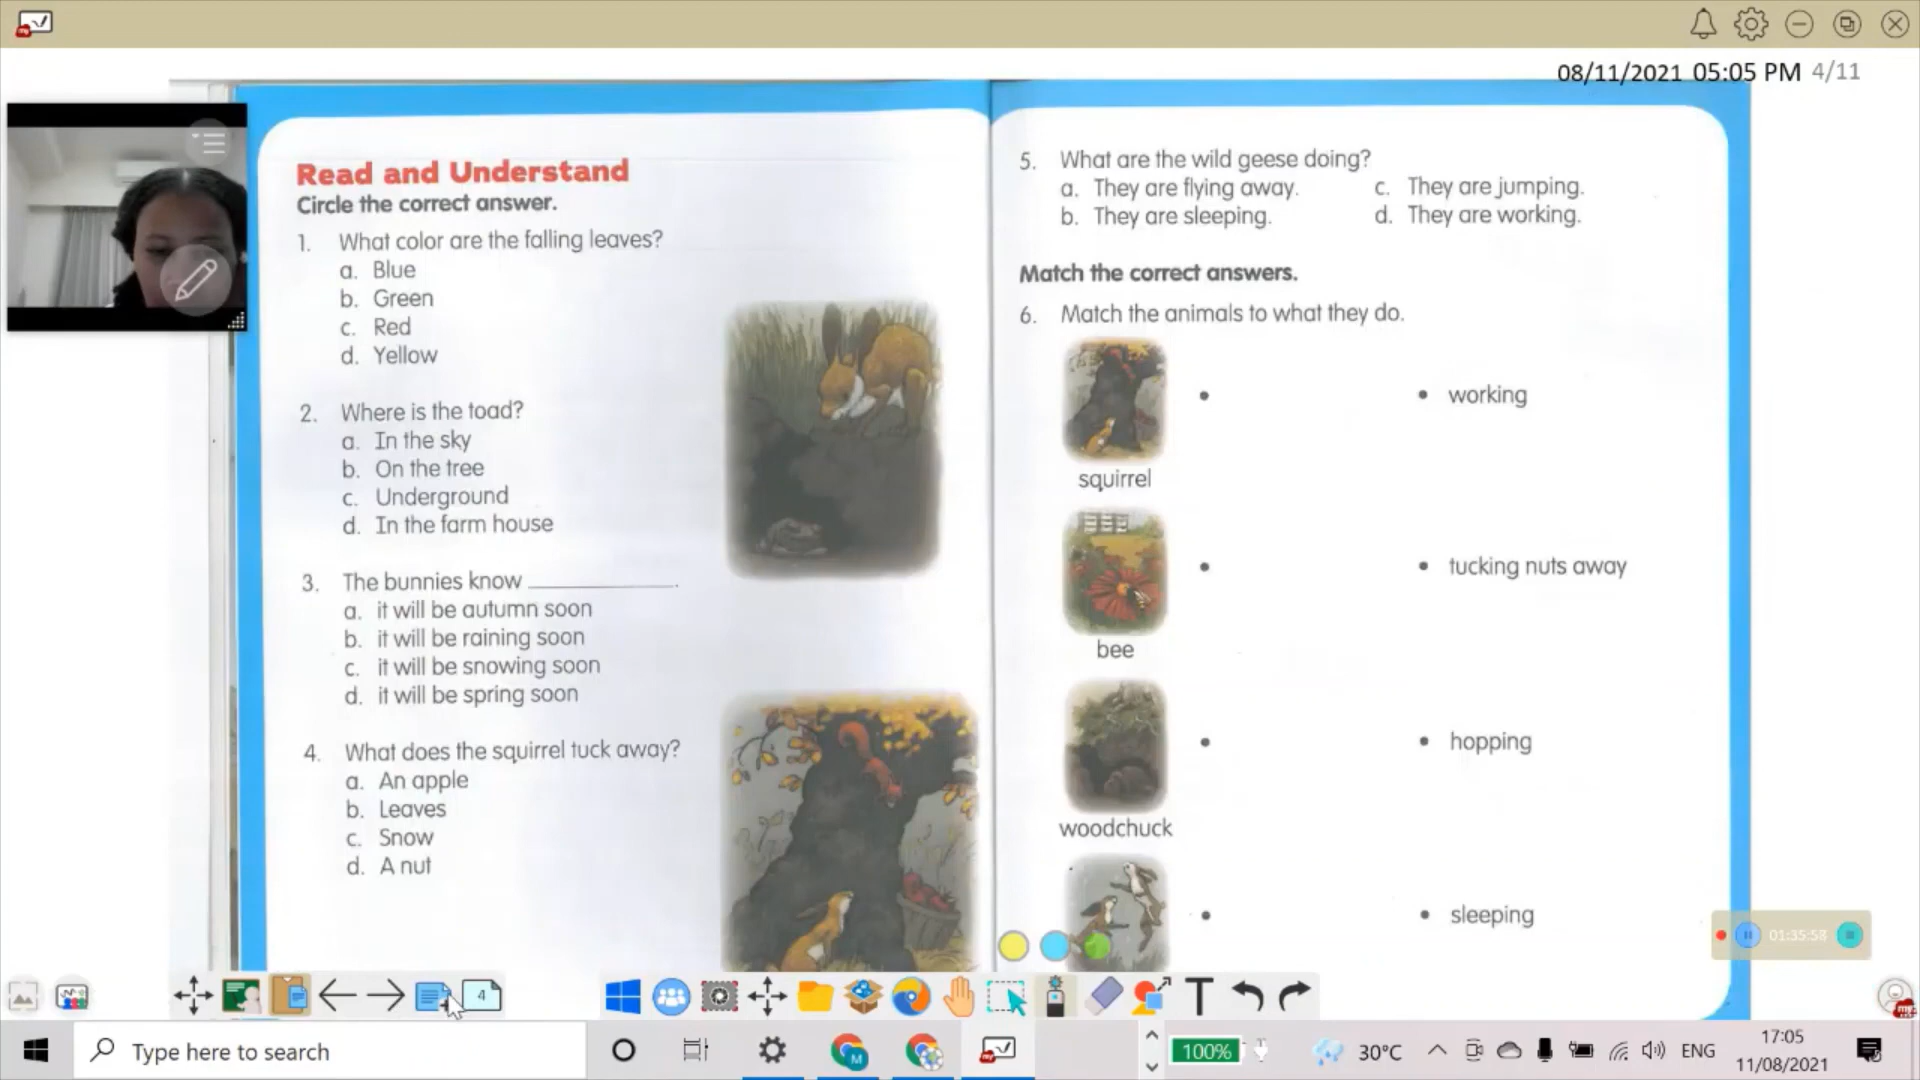 08/11/2021 05:05 PM 4/11
Read and Understand
Circle the correct answer.
1. What color are the falling leaves?
a. Blue
b. Green
c. Red
d. Yellow
2. Where is the toad?
a. In the sky
b. On the tree
c. Underground
d. In the farm house
3. The bunnies know ____________.
a. it will be autumn soon
b. it will be raining soon
c. it will be snowing soon
d. it will be spring soon
4. What does the squirrel tuck away?
a. An apple
b. Leaves
c. Snow
d. A nut
5. What are the wild geese doing?
a. They are flying away. c. They are jumping.
b. They are sleeping. d. They are working.
Match the correct answers.
6. Match the animals to what they do.
• • working
squirrel
• • tucking nuts away
bee
• • hopping
woodchuck
• • sleeping
4
T
Type here to search
M
100%
30°C
ENG
17:05
11/08/2021